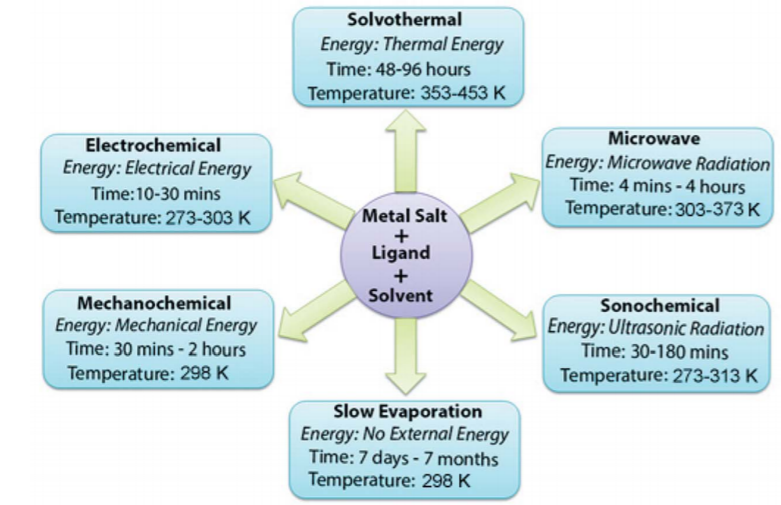 Solvothermal
Energy: Thermal Energy
Time: 48-96 hours
Temperature: 353-453 K
Electrochemical
Energy: Electrical Energy
Time:10-30 mins
Temperature: 273-303 K
Microwave
Energy: Microwave Radiation
Time: 4 mins - 4 hours
Temperature: 303-373 K
Metal Salt
+
Ligand
+
Solvent
Mechanochemical
Energy: Mechanical Energy
Time: 30 mins - 2 hours
Temperature: 298 K
Sonochemical
Energy: Ultrasonic Radiation
Time: 30-180 mins
Temperature: 273-313 K
Slow Evaporation
Energy: No External Energy
Time: 7 days - 7 months
Temperature: 298 K